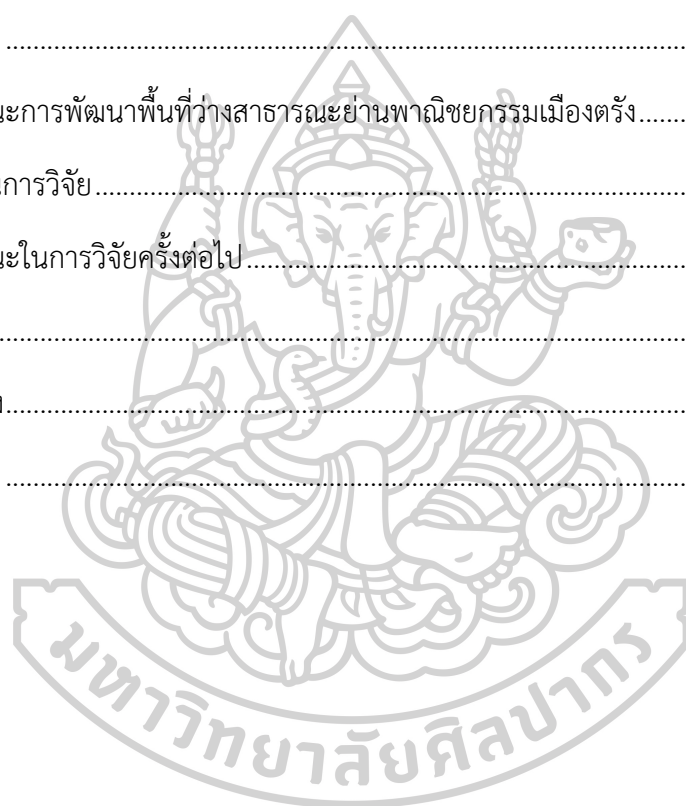 ........................................................................................................
นะการพัฒนาพื้นที่ว่างสาธารณะย่านพาณิชยกรรมเมืองตรัง.......
นการวิจัย........................................................................................
นะในการวิจัยครั้งต่อไป.................................................................
........................................................................................................
........................................................................................................
........................................................................................................
มหาวิทยาลัยศิลปากร